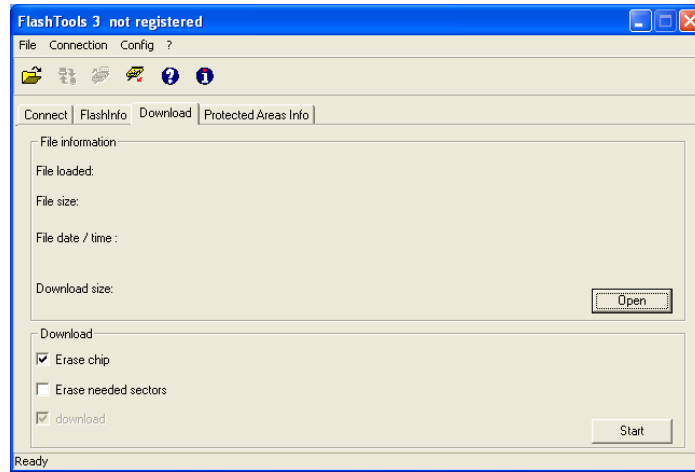 FlashTools 3 not registered
File Connection Config ?
Connect FlashInfo Download Protected Areas Info
File information
File loaded:
File size:
File date / time :
Download size:
Open
Download
Erase chip
Erase needed sectors
download
Start
Ready